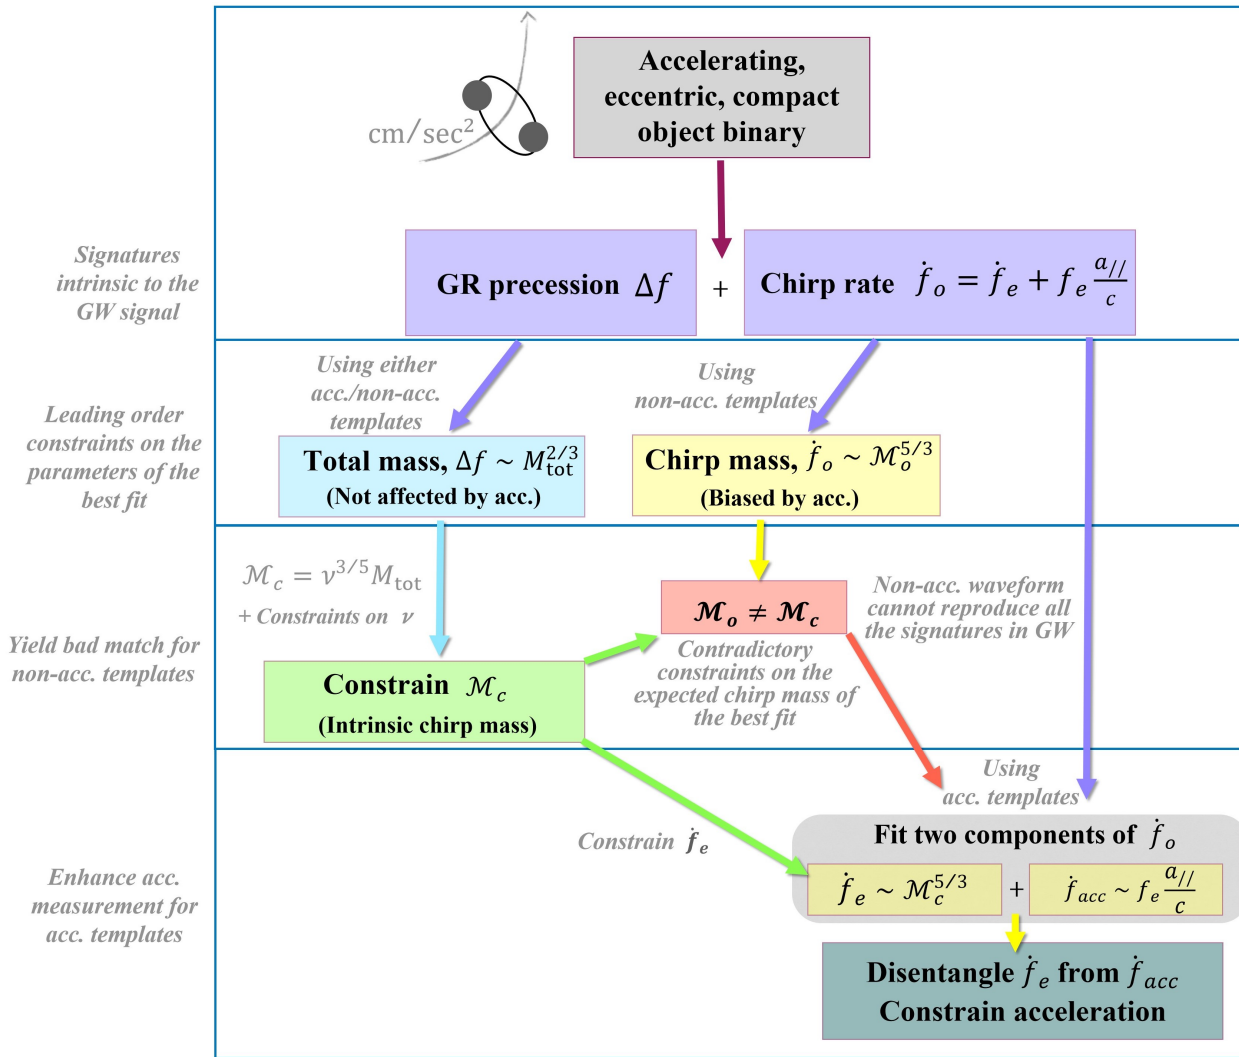 Accelerating,
eccentric, compact
object binary
cm/sec²
Signatures
intrinsic to the
GW signal
GR precession Δf
+
Chirp rate ḟ_o = ḟ_e + f_e a_{//}/c
Leading order
constraints on the
parameters of the
best fit
Using either
acc./non-acc.
templates
Using
non-acc. templates
Total mass, Δf ~ M_tot^{2/3}
(Not affected by acc.)
Chirp mass, ḟ_o ~ ℳ_o^{5/3}
(Biased by acc.)
Yield bad match for
non-acc. templates
ℳ_c = ν^{3/5} M_tot
+ Constraints on ν
ℳ_o ≠ ℳ_c
Non-acc. waveform
cannot reproduce all
the signatures in GW
Contradictory
constraints on the
expected chirp mass of
the best fit
Constrain ℳ_c
(Intrinsic chirp mass)
Enhance acc.
measurement for
acc. templates
Constrain ḟ_e
Using
acc. templates
Fit two components of ḟ_o
ḟ_e ~ ℳ_c^{5/3}
+
ḟ_acc ~ f_e a_{//}/c
Disentangle ḟ_e from ḟ_acc
Constrain acceleration